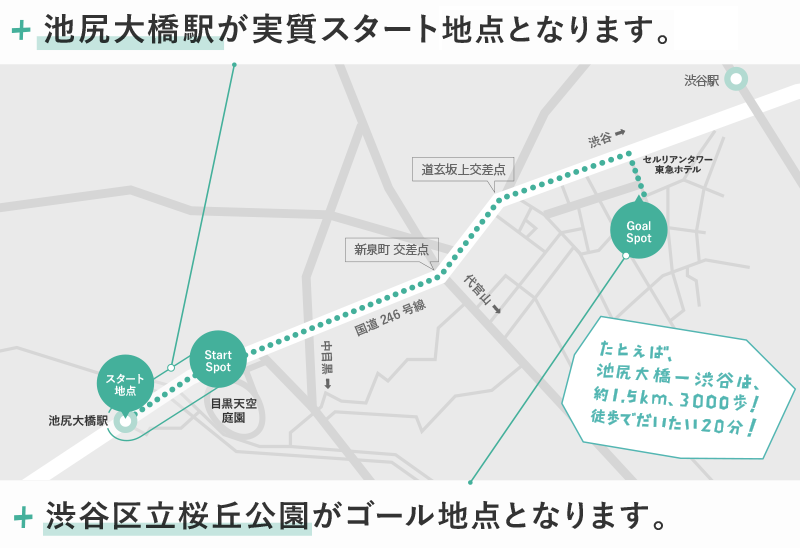 + 池尻大橋駅が実質スタート地点となります。
渋谷駅
渋谷 ➡
セルリアンタワー
東急ホテル
道玄坂上交差点
Goal
Spot
新泉町 交差点
代官山 ➡
国道 246 号線
中目黒 ➡
Start
Spot
スタート
地点
目黒天空
庭園
池尻大橋駅
たとえば、
池尻大橋ー渋谷は、
約1.5km、3000歩!
徒歩でだいたい20分!
+ 渋谷区立桜丘公園がゴール地点となります。